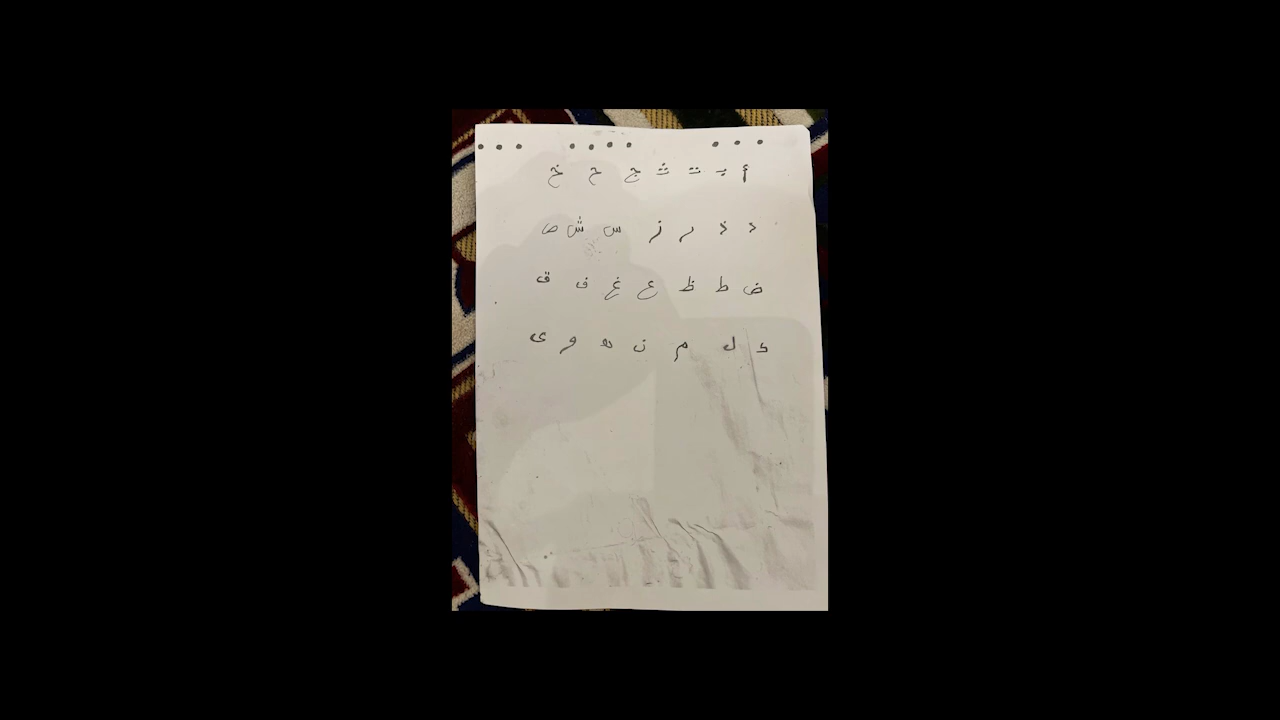 أ ب ت ث ج ح خ
د ذ ر ز س ش ص
ض ط ظ ع غ ف ق
ك ل م ن ه و ى